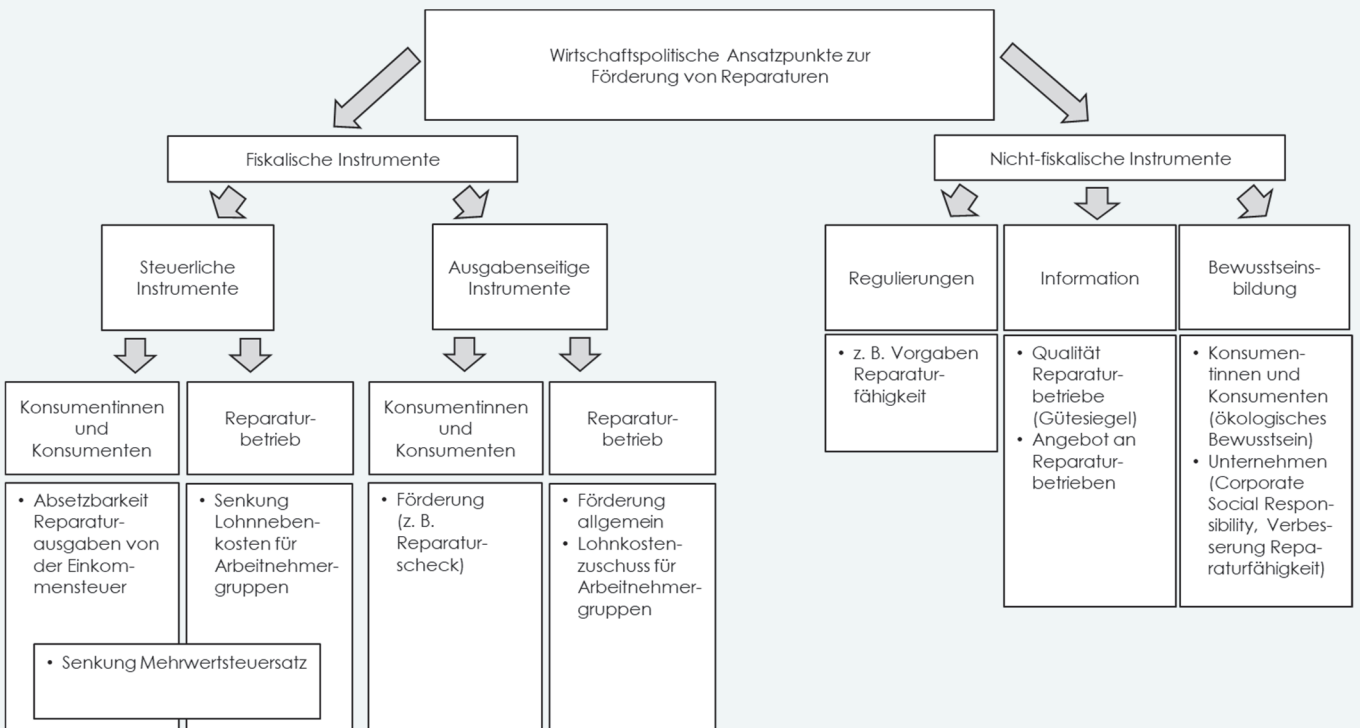 Wirtschaftspolitische Ansatzpunkte zur
Förderung von Reparaturen
Fiskalische Instrumente
Nicht-fiskalische Instrumente
Steuerliche
Instrumente
Ausgabenseitige
Instrumente
Regulierungen
Information
Bewusstseins-
bildung
Konsumentinnen
und
Konsumenten
Reparatur-
betrieb
Konsumentinnen
und
Konsumenten
Reparatur-
betrieb
• z. B. Vorgaben
Reparatur-
fähigkeit
• Qualität
Reparatur-
betriebe
(Gütesiegel)
• Angebot an
Reparatur-
betrieben
• Konsumen-
tinnen und
Konsumenten
(ökologisches
Bewusstsein)
• Unternehmen
(Corporate
Social Respon-
sibility, Verbes-
serung Repa-
raturfähigkeit)
• Absetzbarkeit
Reparatur-
ausgaben von
der Einkom-
mensteuer
• Senkung
Lohnneben-
kosten für
Arbeitnehmer-
gruppen
• Senkung Mehrwertsteuersatz
• Förderung
(z. B.
Reparatur-
scheck)
• Förderung
allgemein
• Lohnkosten-
zuschuss für
Arbeitnehmer-
gruppen